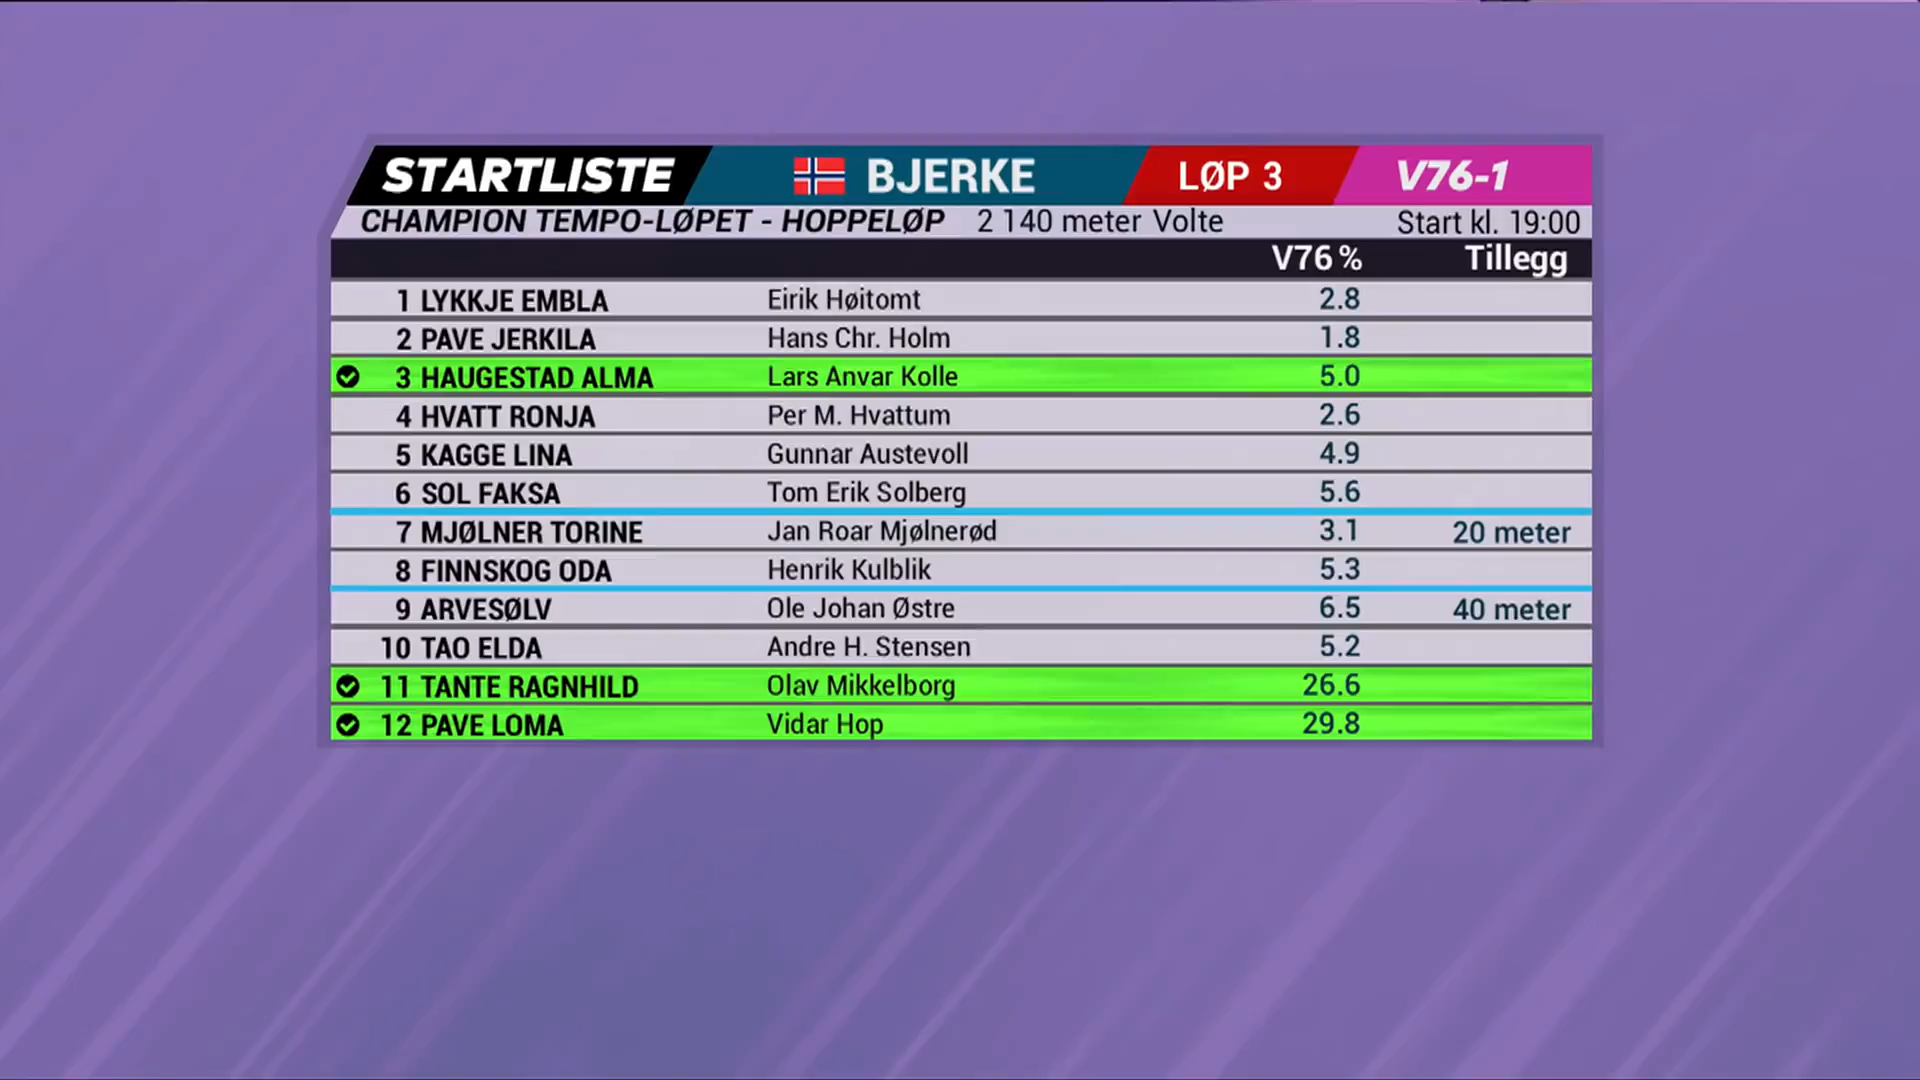 STARTLISTE BJERKE LØP 3 V76-1
CHAMPION TEMPO-LØPET - HOPPELØP 2 140 meter Volte Start kl. 19:00
V76 % Tillegg
1 LYKKJE EMBLA Eirik Høitomt 2.8
2 PAVE JERKILA Hans Chr. Holm 1.8
3 HAUGESTAD ALMA Lars Anvar Kolle 5.0
4 HVATT RONJA Per M. Hvattum 2.6
5 KAGGE LINA Gunnar Austevoll 4.9
6 SOL FAKSA Tom Erik Solberg 5.6
7 MJØLNER TORINE Jan Roar Mjølnerød 3.1 20 meter
8 FINNSKOG ODA Henrik Kulblik 5.3
9 ARVESØLV Ole Johan Østre 6.5 40 meter
10 TAO ELDA Andre H. Stensen 5.2
11 TANTE RAGNHILD Olav Mikkelborg 26.6
12 PAVE LOMA Vidar Hop 29.8